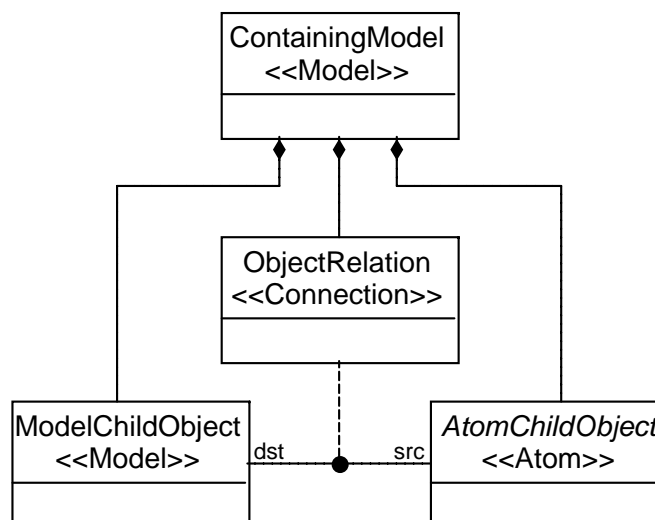 ContainingModel
<<Model>>
ObjectRelation
<<Connection>>
ModelChildObject
<<Model>>
dst
src
AtomChildObject
<<Atom>>